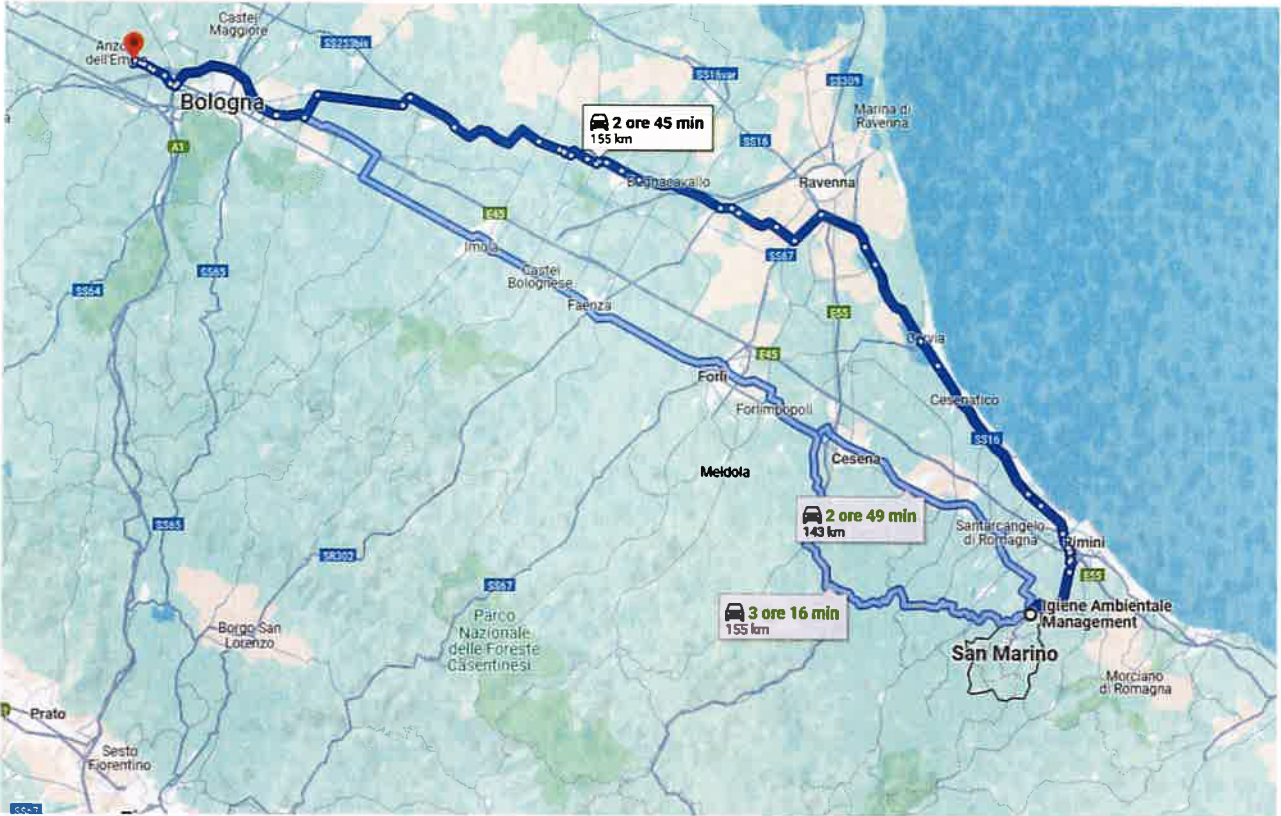 Castel
Maggiore
Anzo
dell'Em
SS253bis
Bologna
SS16var
SS309
Marina di
Ravenna
2 ore 45 min
155 km
SS16
A1
Bagnacavallo
Ravenna
E45
Imola
SS67
SS65
SS64
Castel
Bolognese
Faenza
E55
Cervia
E45
Forlì
Forlimpopoli
Cesenatico
SS16
Cesena
Meldola
2 ore 49 min
143 km
Santarcangelo
di Romagna
Rimini
SS65
SR302
E55
SS67
3 ore 16 min
155 km
Igiene Ambientale
Management
Parco
Nazionale
delle Foreste
Casentinesi
Borgo San
Lorenzo
San Marino
Morciano
di Romagna
Prato
Sesto
Fiorentino
SS67